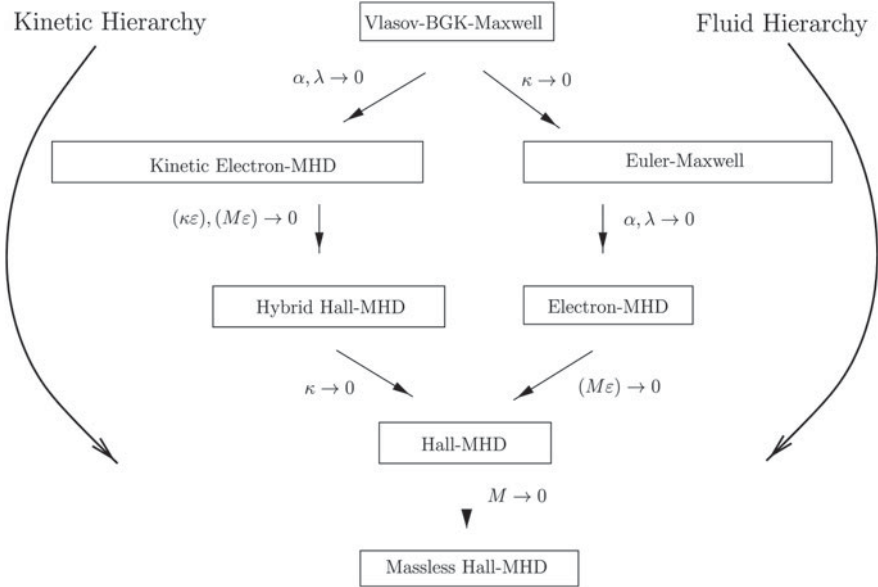 Kinetic Hierarchy
Vlasov-BGK-Maxwell
Fluid Hierarchy
α, λ → 0
κ → 0
Kinetic Electron-MHD
Euler-Maxwell
(κε), (Mε) → 0
α, λ → 0
Hybrid Hall-MHD
Electron-MHD
κ → 0
(Mε) → 0
Hall-MHD
M → 0
Massless Hall-MHD